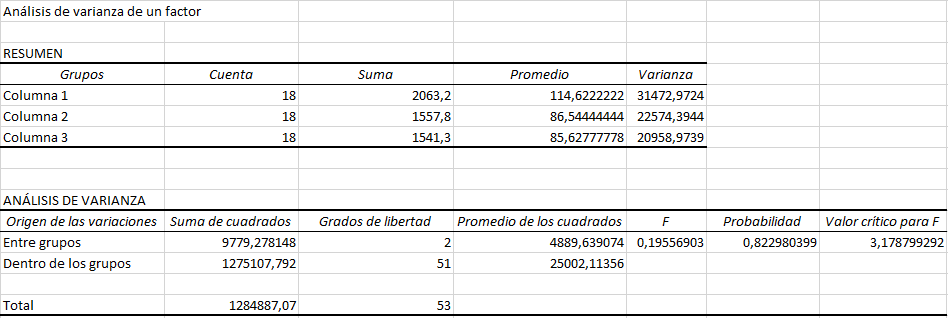 Análisis de varianza de un factor
RESUMEN
Grupos Cuenta Suma Promedio Varianza
Columna 1 18 2063,2 114,6222222 31472,9724
Columna 2 18 1557,8 86,54444444 22574,3944
Columna 3 18 1541,3 85,62777778 20958,9739
ANÁLISIS DE VARIANZA
Origen de las variaciones Suma de cuadrados Grados de libertad Promedio de los cuadrados F Probabilidad Valor crítico para F
Entre grupos 9779,278148 2 4889,639074 0,19556903 0,822980399 3,178799292
Dentro de los grupos 1275107,792 51 25002,11356
Total 1284887,07 53